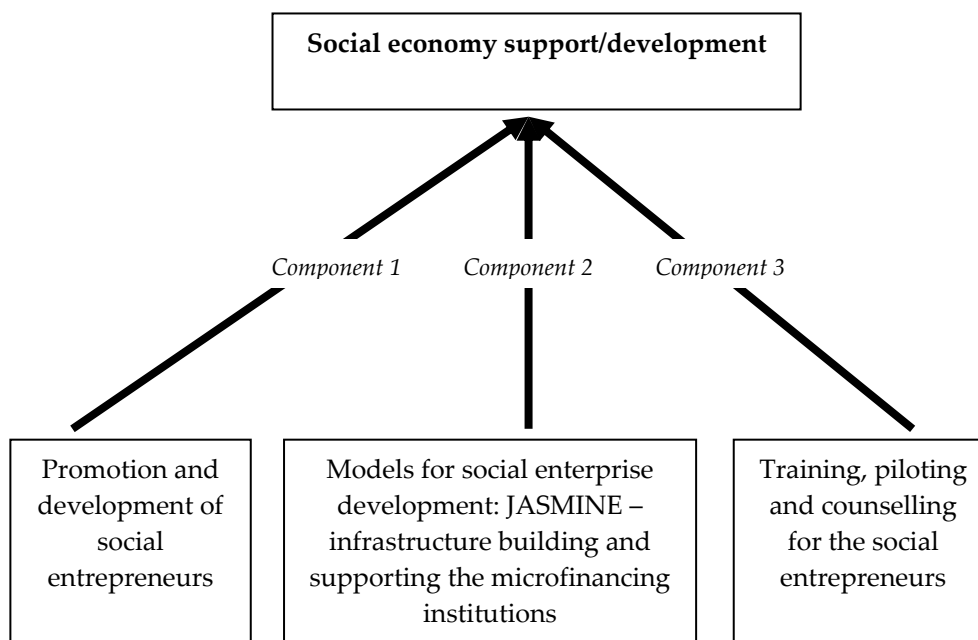 Social economy support/development
Component 1
Component 2
Component 3
Promotion and
development of
social
entrepreneurs
Models for social enterprise
development: JASMINE –
infrastructure building and
supporting the microfinancing
institutions
Training, piloting
and counselling
for the social
entrepreneurs